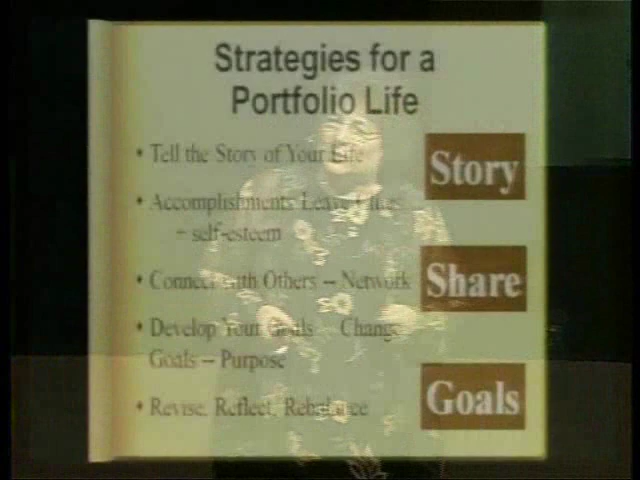 Strategies for a
Portfolio Life
• Tell the Story of Your Life
Story
• Accomplishments Leave Clues
– self-esteem
• Connect with Others – Network
Share
• Develop Your Goals – Change
Goals – Purpose
• Revise, Reflect, Rebalance
Goals